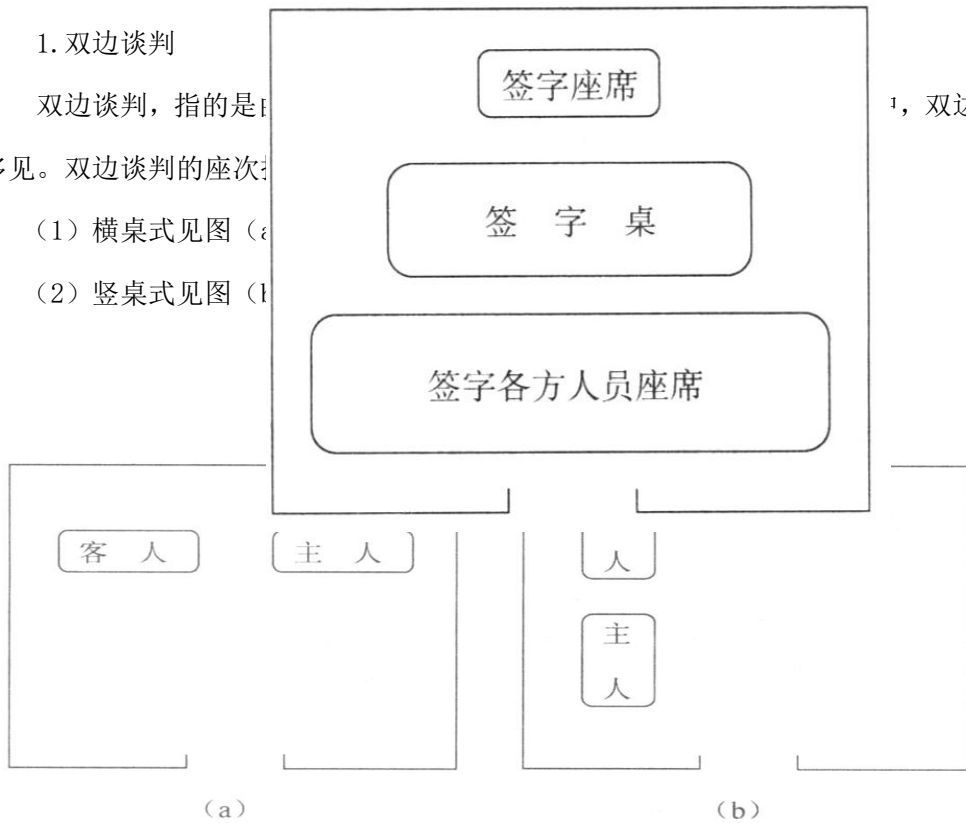 1.双边谈判
双边谈判，指的是 ，双
见。双边谈判的座次
（1）横桌式见图（
（2）竖桌式见图（
签字座席
签 字 桌
签字各方人员座席
客 人
主 人
人
主
人
（a）
（b）